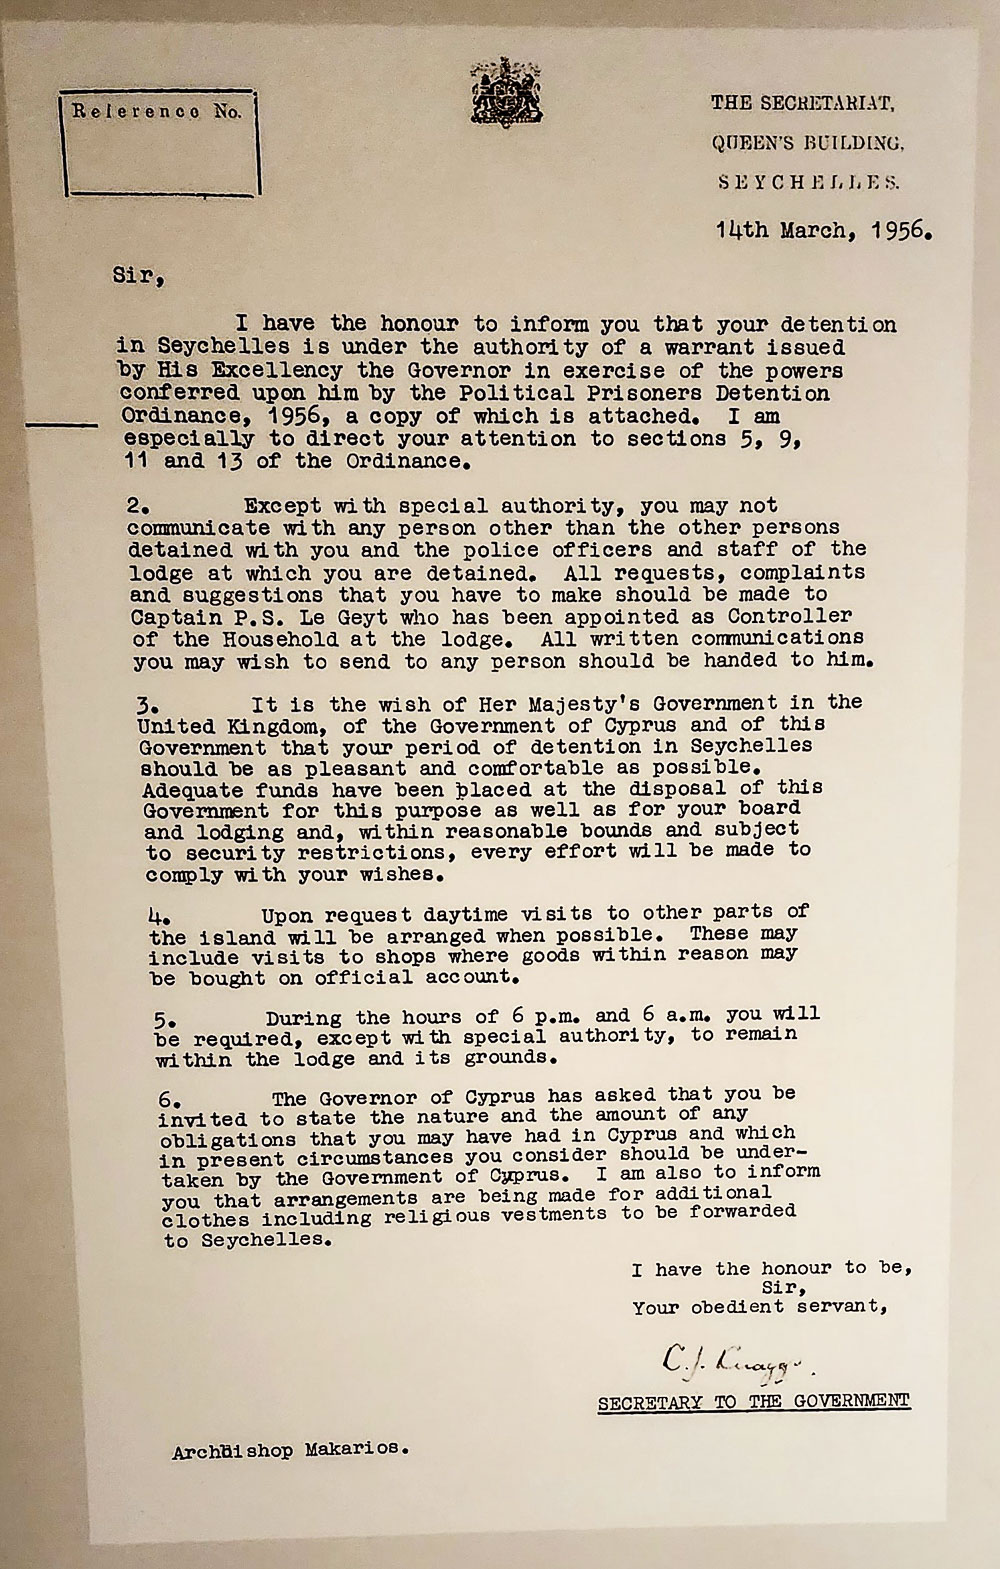 Reference No.
THE SECRETARIAT,
QUEEN'S BUILDING,
SEYCHELLES.
14th March, 1956.
Sir,
I have the honour to inform you that your detention
in Seychelles is under the authority of a warrant issued
by His Excellency the Governor in exercise of the powers
conferred upon him by the Political Prisoners Detention
Ordinance, 1956, a copy of which is attached. I am
especially to direct your attention to sections 5, 9,
11 and 13 of the Ordinance.
2. Except with special authority, you may not
communicate with any person other than the other persons
detained with you and the police officers and staff of the
lodge at which you are detained. All requests, complaints
and suggestions that you have to make should be made to
Captain P.S. Le Geyt who has been appointed as Controller
of the Household at the lodge. All written communications
you may wish to send to any person should be handed to him.
3. It is the wish of Her Majesty's Government in the
United Kingdom, of the Government of Cyprus and of this
Government that your period of detention in Seychelles
should be as pleasant and comfortable as possible.
Adequate funds have been placed at the disposal of this
Government for this purpose as well as for your board
and lodging and, within reasonable bounds and subject
to security restrictions, every effort will be made to
comply with your wishes.
4. Upon request daytime visits to other parts of
the island will be arranged when possible. These may
include visits to shops where goods within reason may
be bought on official account.
5. During the hours of 6 p.m. and 6 a.m. you will
be required, except with special authority, to remain
within the lodge and its grounds.
6. The Governor of Cyprus has asked that you be
invited to state the nature and the amount of any
obligations that you may have had in Cyprus and which
in present circumstances you consider should be under-
taken by the Government of Cyprus. I am also to inform
you that arrangements are being made for additional
clothes including religious vestments to be forwarded
to Seychelles.
I have the honour to be,
Sir,
Your obedient servant,
C.J. Knaggs.
SECRETARY TO THE GOVERNMENT
Archbishop Makarios.